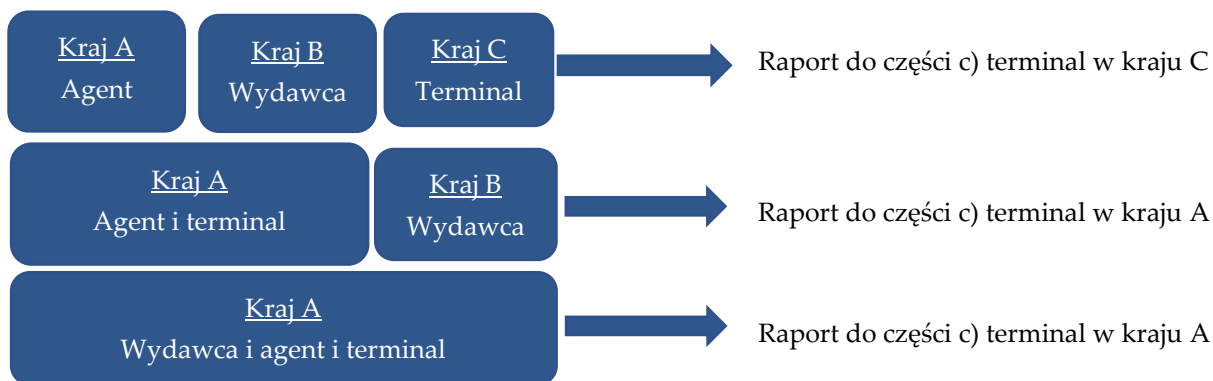 Kraj A
Agent
Kraj B
Wydawca
Kraj C
Terminal
Raport do części c) terminal w kraju C
Kraj A
Agent i terminal
Kraj B
Wydawca
Raport do części c) terminal w kraju A
Kraj A
Wydawca i agent i terminal
Raport do części c) terminal w kraju A